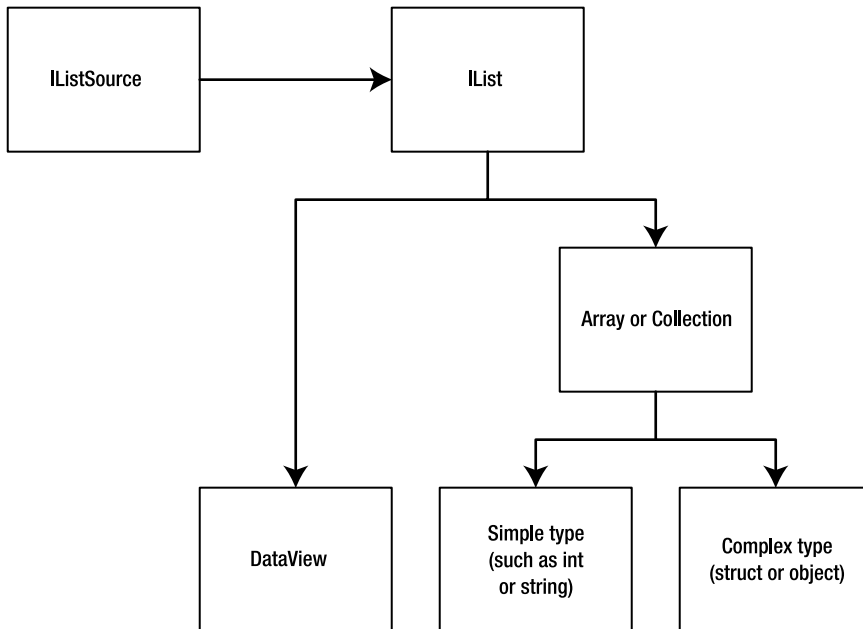 IListSource
IList
Array or Collection
DataView
Simple type
(such as int
or string)
Complex type
(struct or object)